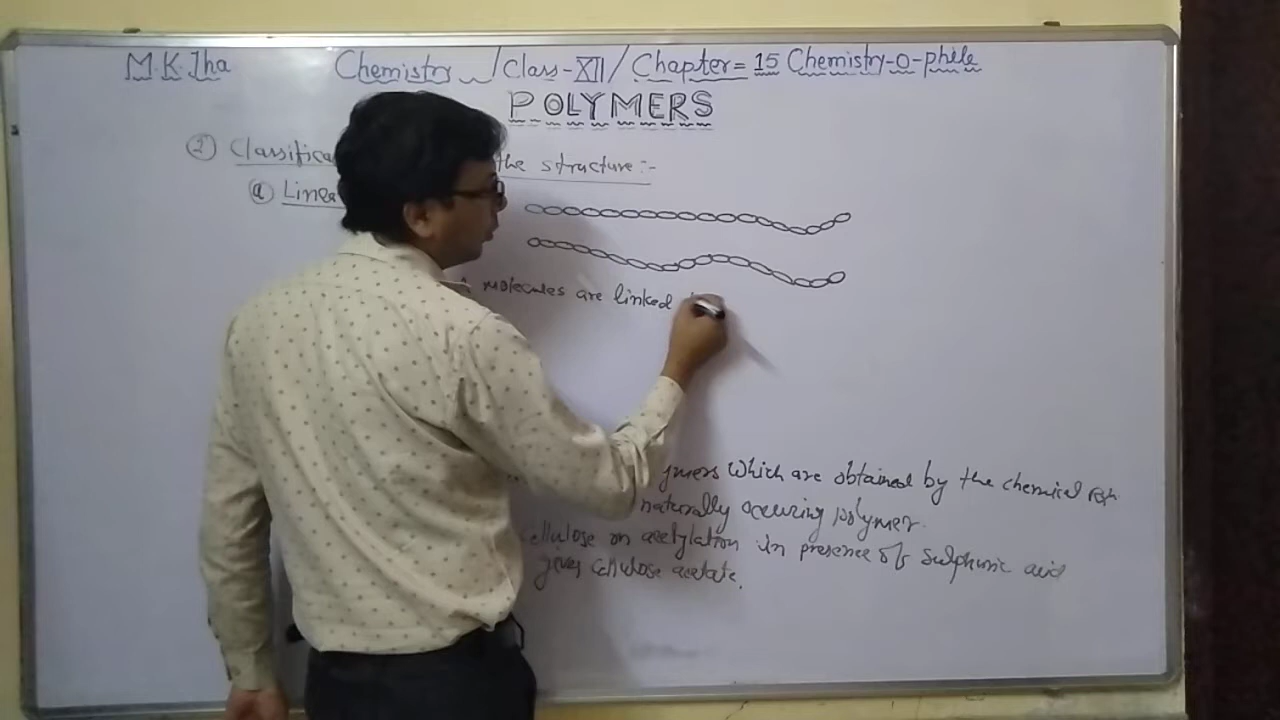 M.K.Jha Chemistry /Class-XII/ Chapter= 15 Chemistry-o-phile
POLYMERS
② Classifica the structure:-
ⓐ Linea
molecules are linked
ymers which are obtained by the chemical
naturally occuring polymer.
cellulose on acetylation in presence of sulphuric acid
gives cellulose acetate.